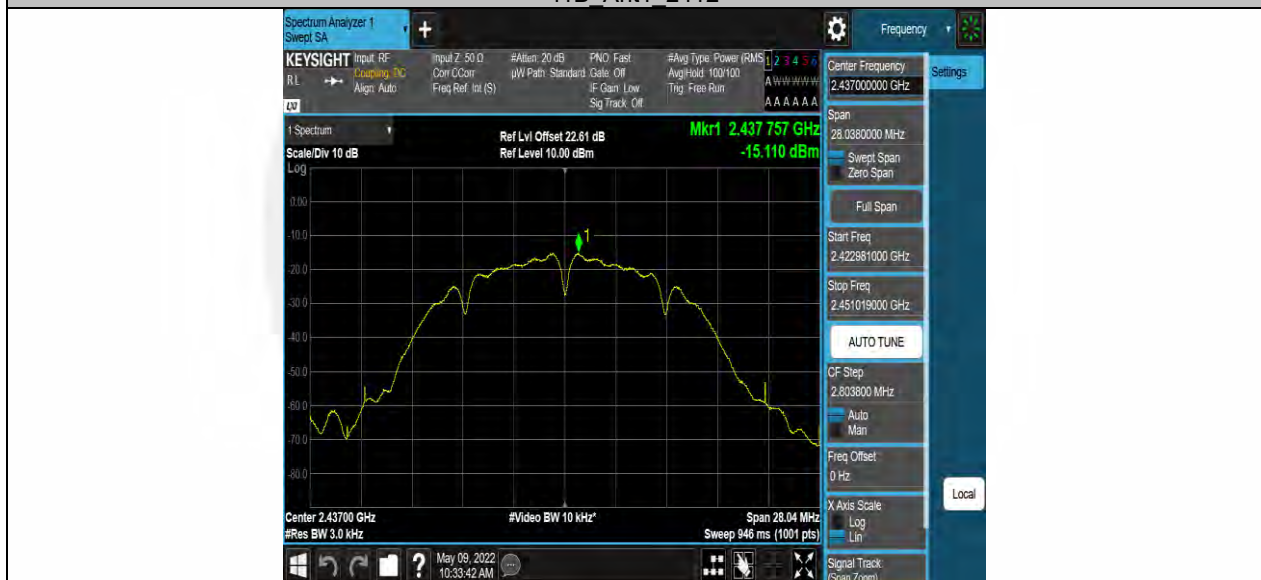 Spectrum Analyzer 1
Swept SA
+
Frequency
KEYSIGHT
RL
LXI
Input: RF
Coupling: DC
Align: Auto
Input Z: 50 Ω
Corr CCorr
Freq Ref: Int (S)
#Atten: 20 dB
µW Path: Standard
PNO: Fast
Gate: Off
IF Gain: Low
Sig Track: Off
#Avg Type: Power (RMS
Avg|Hold: 100/100
Trig: Free Run
1 2 3 4 5 6
A W W W W W
A A A A A A
Center Frequency
2.437000000 GHz
Settings
Span
28.0380000 MHz
Swept Span
Zero Span
Full Span
Start Freq
2.422981000 GHz
Stop Freq
2.451019000 GHz
AUTO TUNE
CF Step
2.803800 MHz
Auto
Man
Freq Offset
0 Hz
X Axis Scale
Log
Lin
Local
Signal Track
(Span Zoom)
1 Spectrum
Scale/Div 10 dB
Ref Lvl Offset 22.61 dB
Ref Level 10.00 dBm
Mkr1 2.437 757 GHz
-15.110 dBm
Log
0.00
-10.0
-20.0
-30.0
-40.0
-50.0
-60.0
-70.0
-80.0
1
Center 2.43700 GHz
#Res BW 3.0 kHz
#Video BW 10 kHz*
Span 28.04 MHz
Sweep 946 ms (1001 pts)
?
May 09, 2022
10:33:42 AM